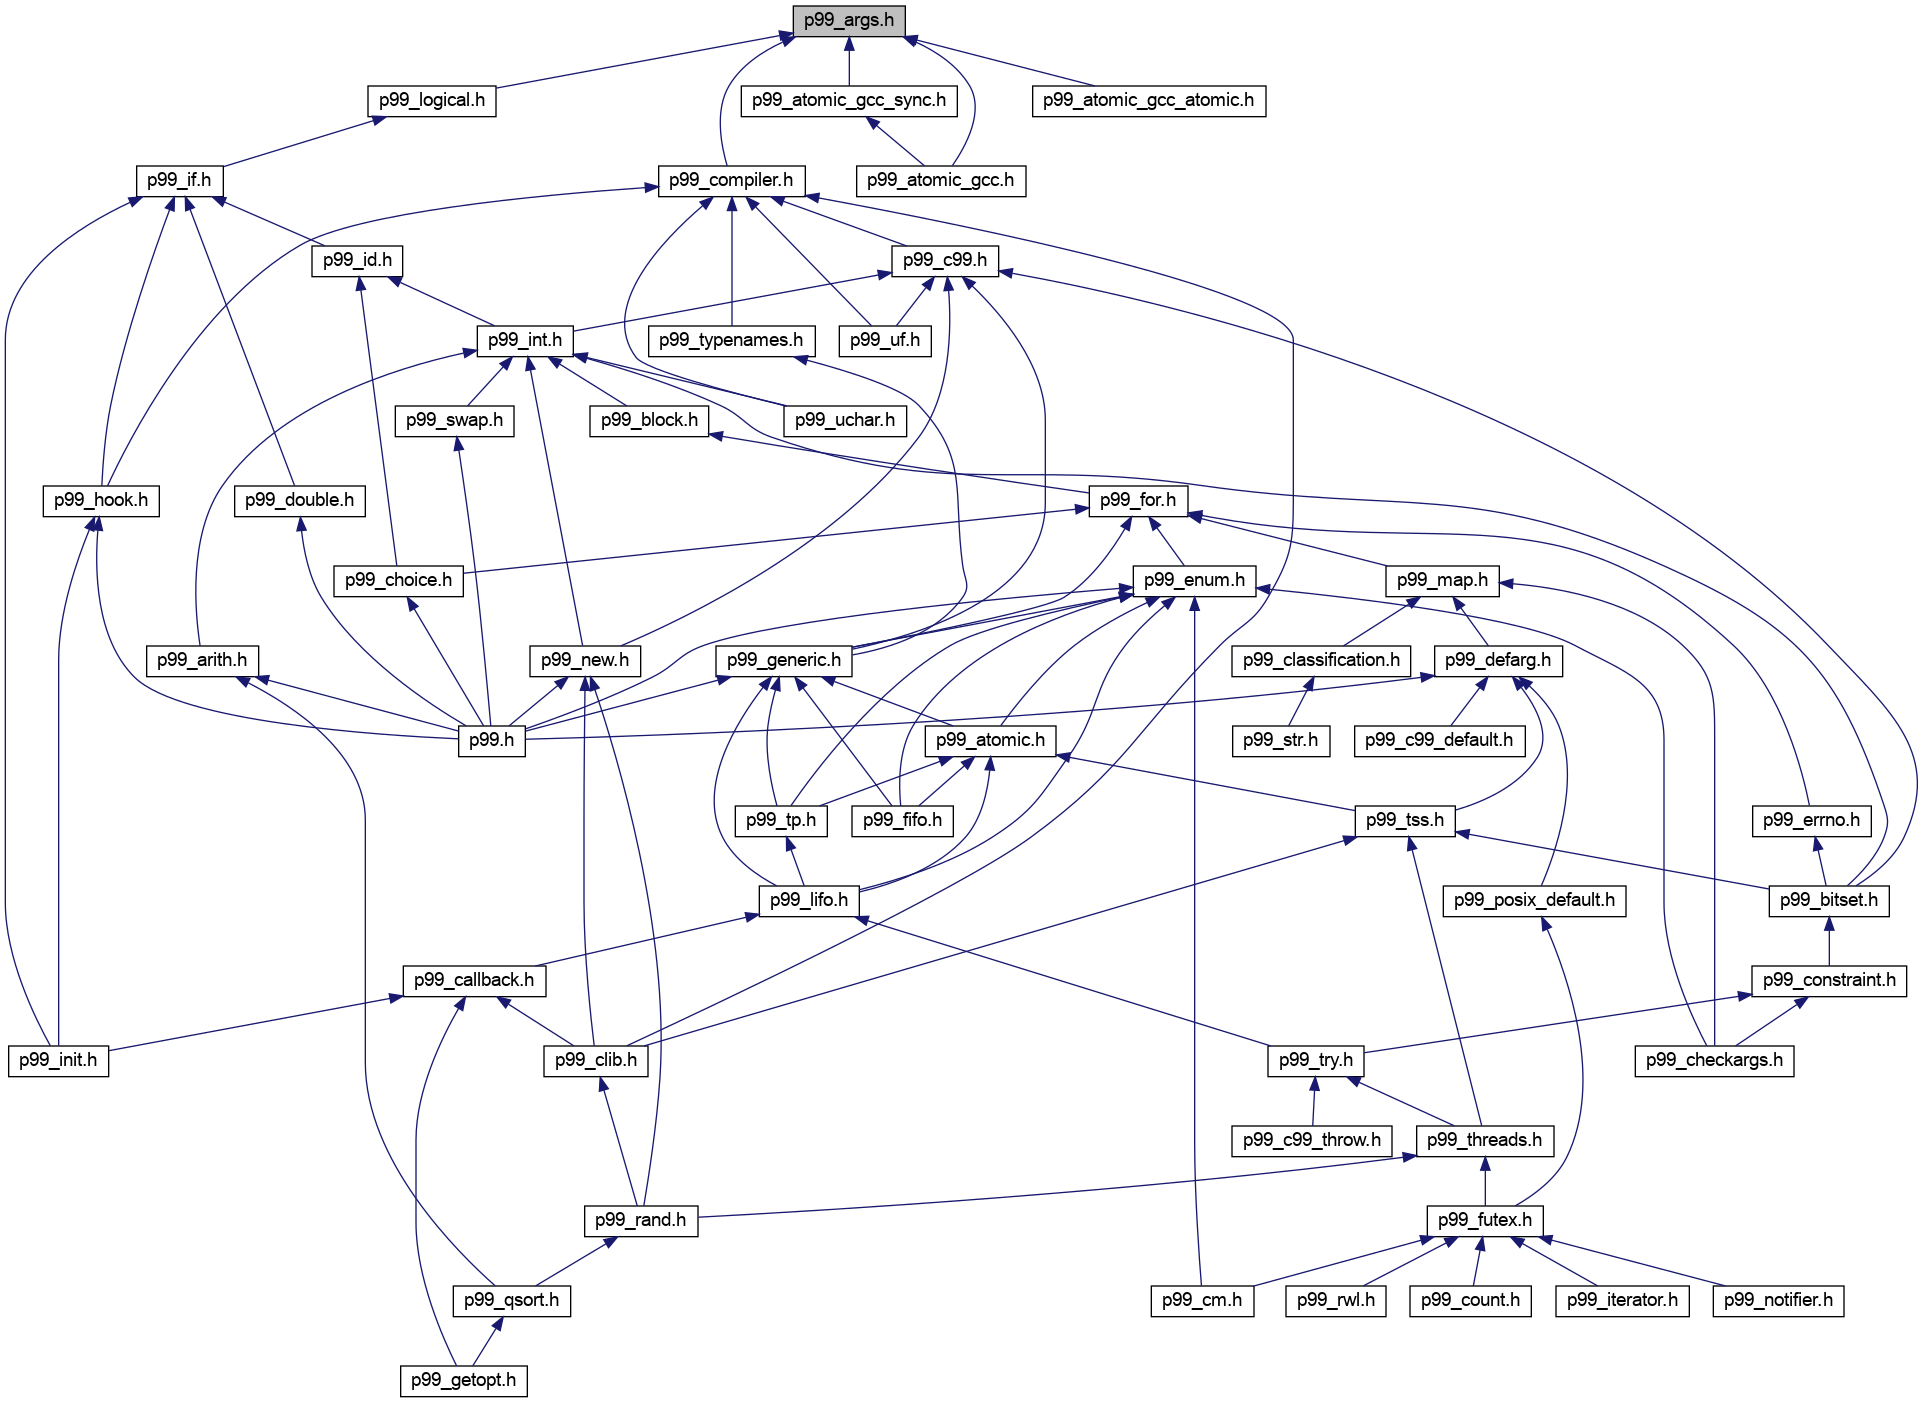 p99_args.h
p99_logical.h
p99_atomic_gcc_sync.h
p99_atomic_gcc_atomic.h
p99_if.h
p99_compiler.h
p99_atomic_gcc.h
p99_id.h
p99_c99.h
p99_int.h
p99_typenames.h
p99_uf.h
p99_swap.h
p99_block.h
p99_uchar.h
p99_hook.h
p99_double.h
p99_for.h
p99_choice.h
p99_enum.h
p99_map.h
p99_arith.h
p99_new.h
p99_generic.h
p99_classification.h
p99_defarg.h
p99.h
p99_atomic.h
p99_str.h
p99_c99_default.h
p99_tp.h
p99_fifo.h
p99_tss.h
p99_errno.h
p99_lifo.h
p99_posix_default.h
p99_bitset.h
p99_callback.h
p99_constraint.h
p99_init.h
p99_clib.h
p99_try.h
p99_checkargs.h
p99_c99_throw.h
p99_threads.h
p99_rand.h
p99_futex.h
p99_qsort.h
p99_cm.h
p99_rwl.h
p99_count.h
p99_iterator.h
p99_notifier.h
p99_getopt.h